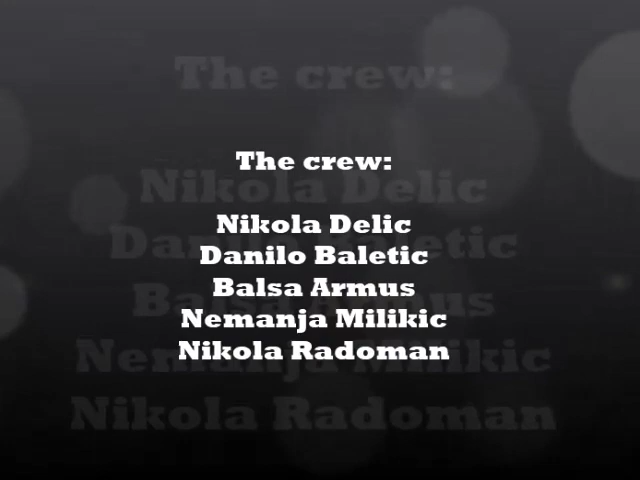 The crew:
Nikola Delic
Danilo Baletic
Balsa Armus
Nemanja Milikic
Nikola Radoman